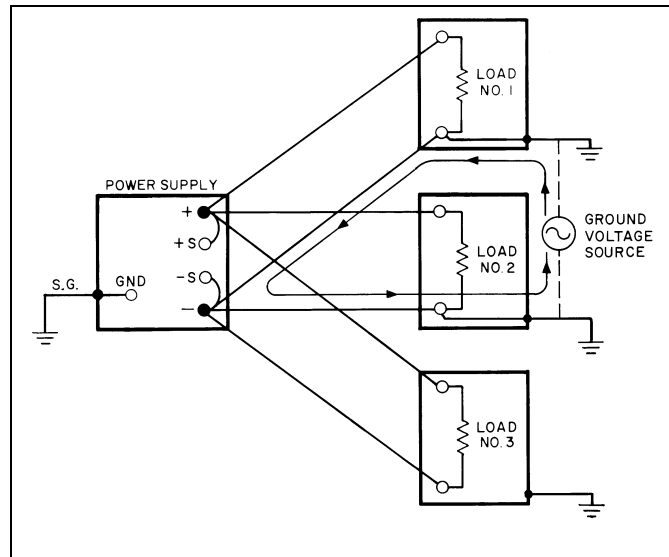 LOAD
NO. 1
POWER SUPPLY
+
+S
-S
-
S.G.
GND
LOAD
NO. 2
GROUND
VOLTAGE
SOURCE
LOAD
NO. 3